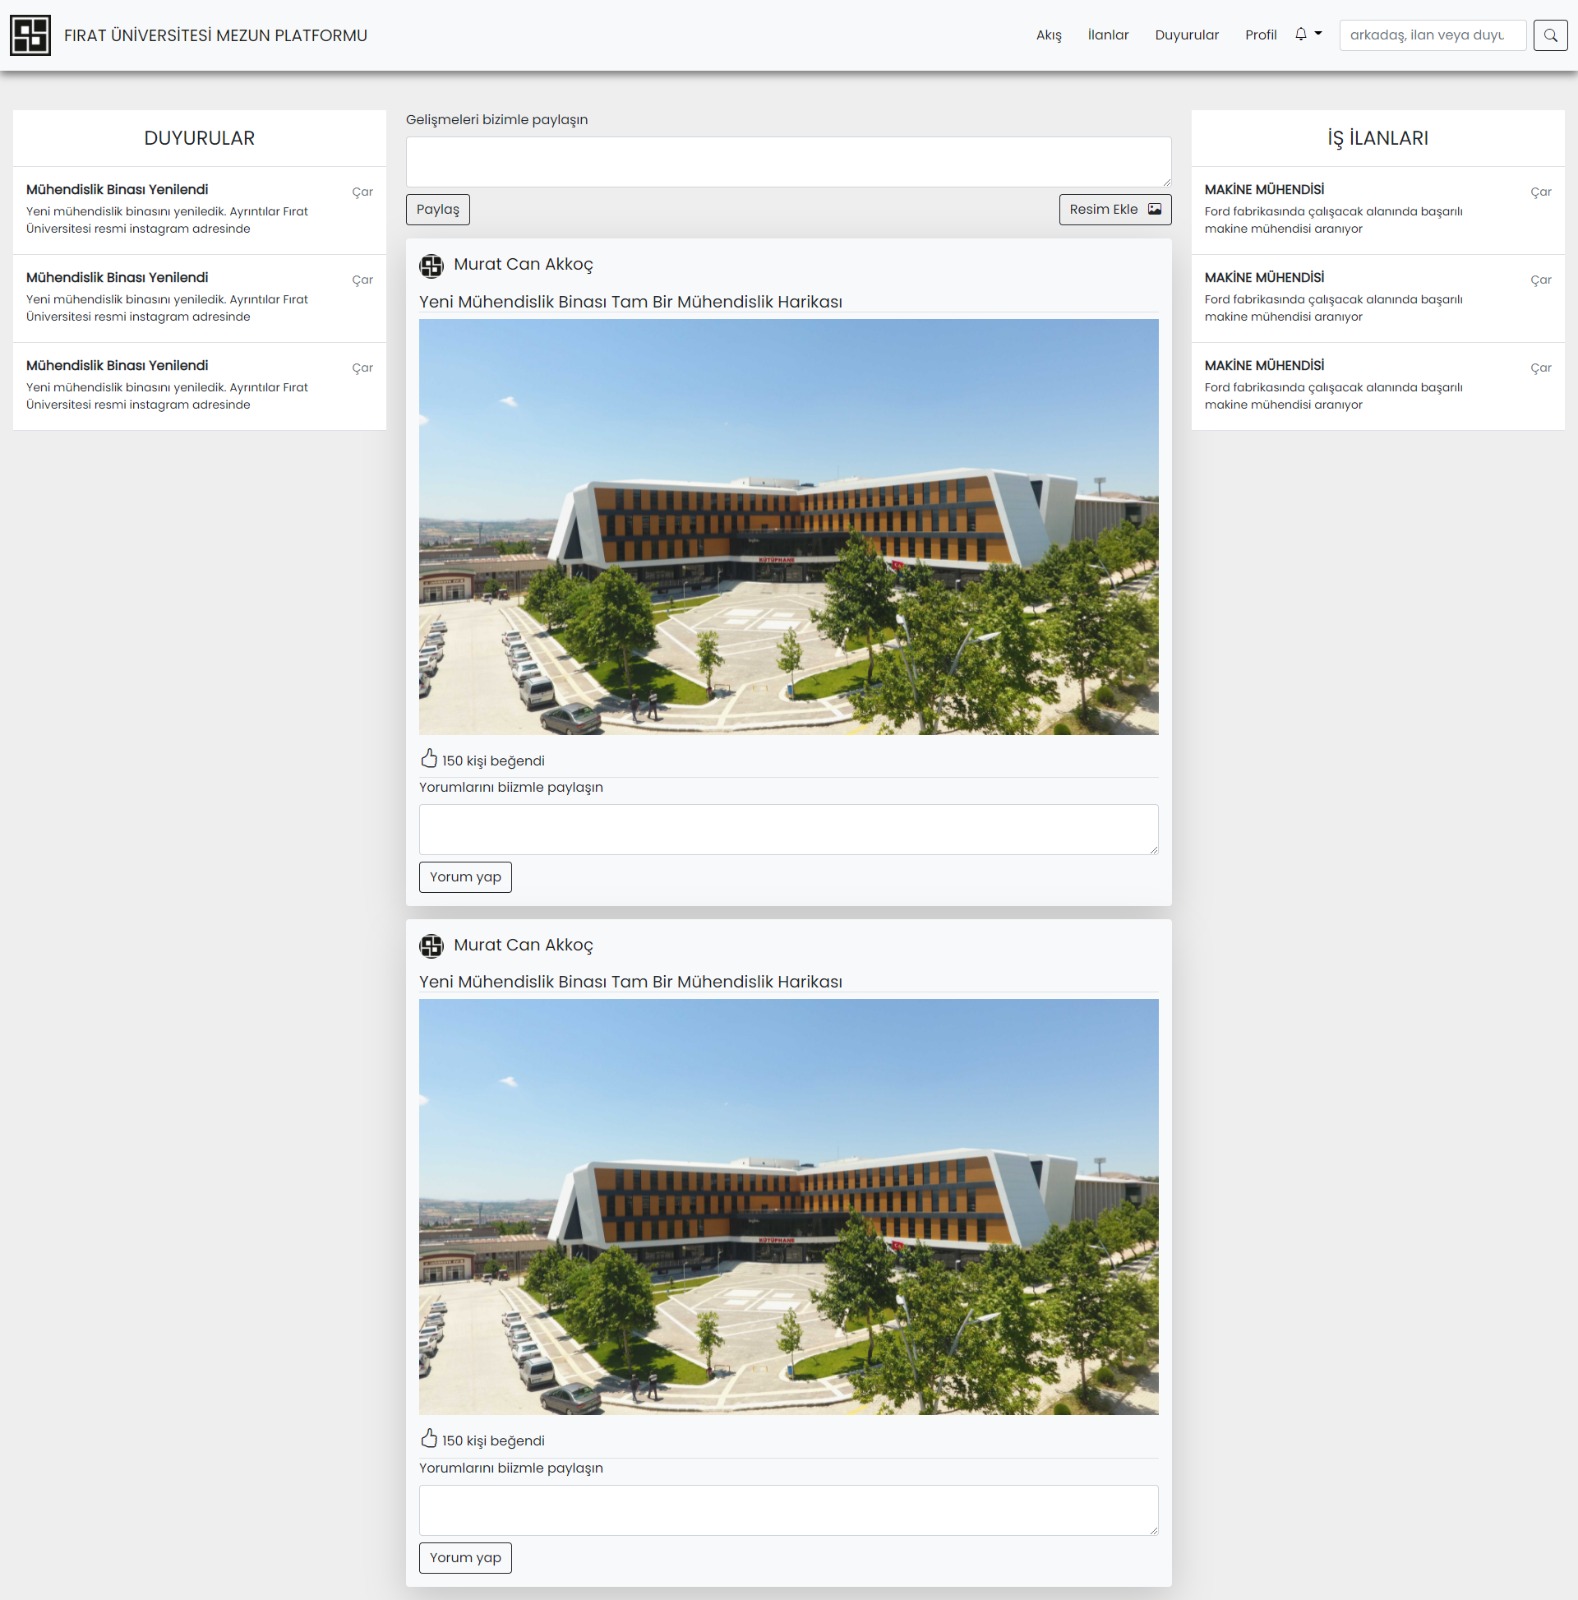 FIRAT ÜNİVERSİTESİ MEZUN PLATFORMU
Akış
İlanlar
Duyurular
Profil
arkadaş, ilan veya duyu
DUYURULAR
Mühendislik Binası Yenilendi
Çar
Yeni mühendislik binasını yeniledik. Ayrıntılar Fırat
Üniversitesi resmi instagram adresinde
Mühendislik Binası Yenilendi
Çar
Yeni mühendislik binasını yeniledik. Ayrıntılar Fırat
Üniversitesi resmi instagram adresinde
Mühendislik Binası Yenilendi
Çar
Yeni mühendislik binasını yeniledik. Ayrıntılar Fırat
Üniversitesi resmi instagram adresinde
Gelişmeleri bizimle paylaşın
Paylaş
Resim Ekle
Murat Can Akkoç
Yeni Mühendislik Binası Tam Bir Mühendislik Harikası
KÜTÜPHANE
150 kişi beğendi
Yorumlarını biizmle paylaşın
Yorum yap
Murat Can Akkoç
Yeni Mühendislik Binası Tam Bir Mühendislik Harikası
KÜTÜPHANE
150 kişi beğendi
Yorumlarını biizmle paylaşın
Yorum yap
İŞ İLANLARI
MAKİNE MÜHENDİSİ
Çar
Ford fabrikasında çalışacak alanında başarılı
makine mühendisi aranıyor
MAKİNE MÜHENDİSİ
Çar
Ford fabrikasında çalışacak alanında başarılı
makine mühendisi aranıyor
MAKİNE MÜHENDİSİ
Çar
Ford fabrikasında çalışacak alanında başarılı
makine mühendisi aranıyor